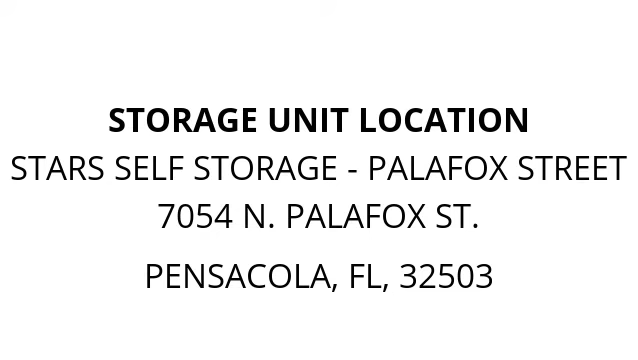 STORAGE UNIT LOCATION
STARS SELF STORAGE - PALAFOX STREET
7054 N. PALAFOX ST.
PENSACOLA, FL, 32503